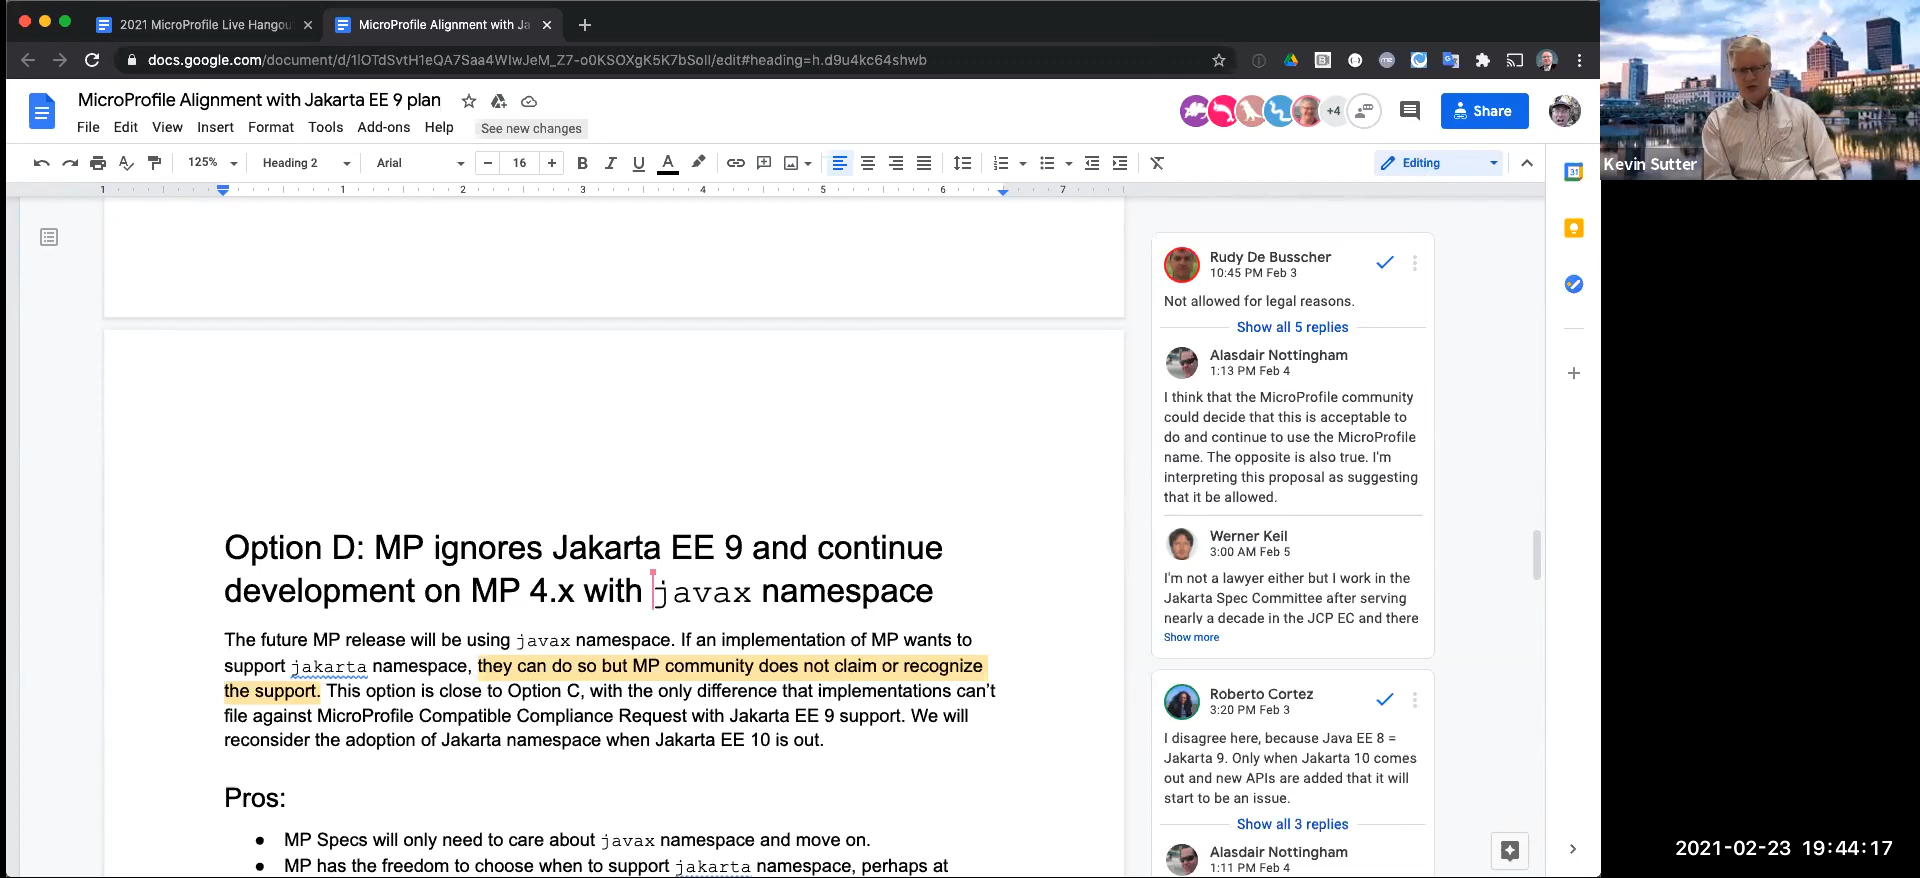 2021 MicroProfile Live Hangou
MicroProfile Alignment with Ja
docs.google.com/document/d/1lOTdSvtH1eQA7Saa4WIwJeM_Z7-o0KSOXgK5K7bSoII/edit#heading=h.d9u4kc64shwb
MicroProfile Alignment with Jakarta EE 9 plan
File Edit View Insert Format Tools Add-ons Help See new changes
+4
Share
125% Heading 2 Arial 16 Editing
1 1 2 3 4 5 6 7
Option D: MP ignores Jakarta EE 9 and continue
development on MP 4.x with javax namespace
The future MP release will be using javax namespace. If an implementation of MP wants to
support jakarta namespace, they can do so but MP community does not claim or recognize
the support. This option is close to Option C, with the only difference that implementations can't
file against MicroProfile Compatible Compliance Request with Jakarta EE 9 support. We will
reconsider the adoption of Jakarta namespace when Jakarta EE 10 is out.
Pros:
● MP Specs will only need to care about javax namespace and move on.
● MP has the freedom to choose when to support jakarta namespace, perhaps at
Rudy De Busscher
10:45 PM Feb 3
Not allowed for legal reasons.
Show all 5 replies
Alasdair Nottingham
1:13 PM Feb 4
I think that the MicroProfile community
could decide that this is acceptable to
do and continue to use the MicroProfile
name. The opposite is also true. I'm
interpreting this proposal as suggesting
that it be allowed.
Werner Keil
3:00 AM Feb 5
I'm not a lawyer either but I work in the
Jakarta Spec Committee after serving
nearly a decade in the JCP EC and there
Show more
Roberto Cortez
3:20 PM Feb 3
I disagree here, because Java EE 8 =
Jakarta 9. Only when Jakarta 10 comes
out and new APIs are added that it will
start to be an issue.
Show all 3 replies
Alasdair Nottingham
1:11 PM Feb 4
31
Kevin Sutter
2021-02-23 19:44:17